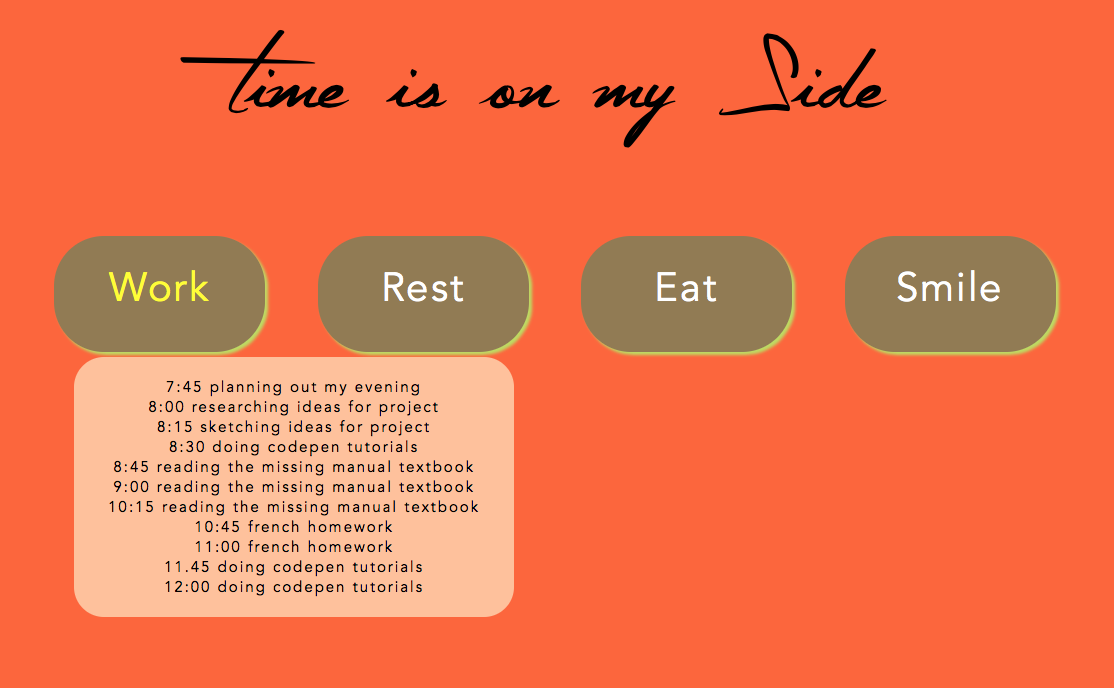 Time is on my Side
Work Rest Eat Smile
7:45 planning out my evening
8:00 researching ideas for project
8:15 sketching ideas for project
8:30 doing codepen tutorials
8:45 reading the missing manual textbook
9:00 reading the missing manual textbook
10:15 reading the missing manual textbook
10:45 french homework
11:00 french homework
11.45 doing codepen tutorials
12:00 doing codepen tutorials